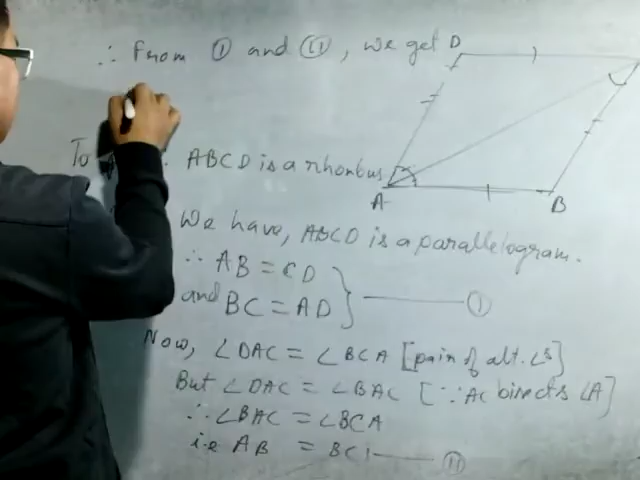 ∴ From Ⓘ and Ⓘⓘ, we get
D
To . ABCD is a rhombus
A B
We have, ABCD is a parallelogram.
∴ AB = CD
and BC = AD } —— Ⓘ
Now, ∠DAC = ∠BCA [pair of alt. ∠s]
But ∠DAC = ∠BAC [∵ AC bisects ∠A]
∴ ∠BAC = ∠BCA
i.e AB = BC —— Ⓘⓘ